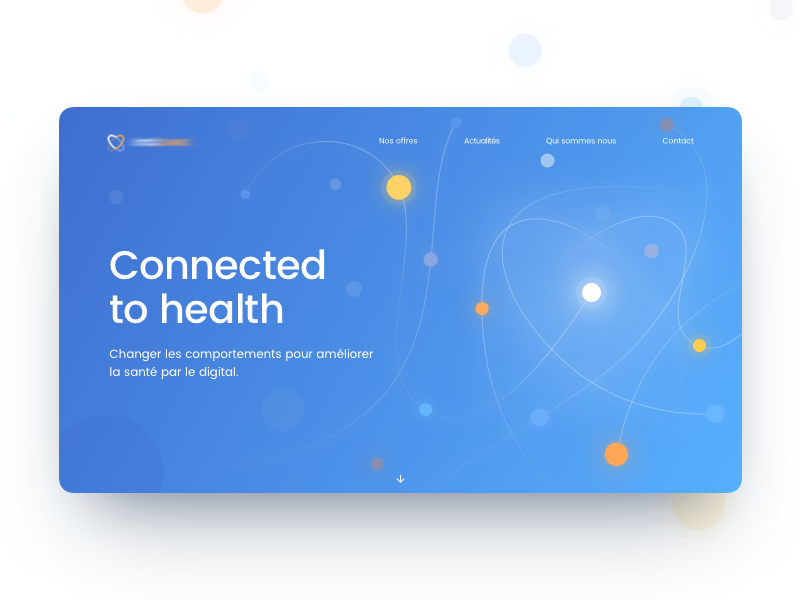 Nos offres
Actualités
Qui sommes nous
Contact
Connected
to health
Changer les comportements pour améliorer
la santé par le digital.